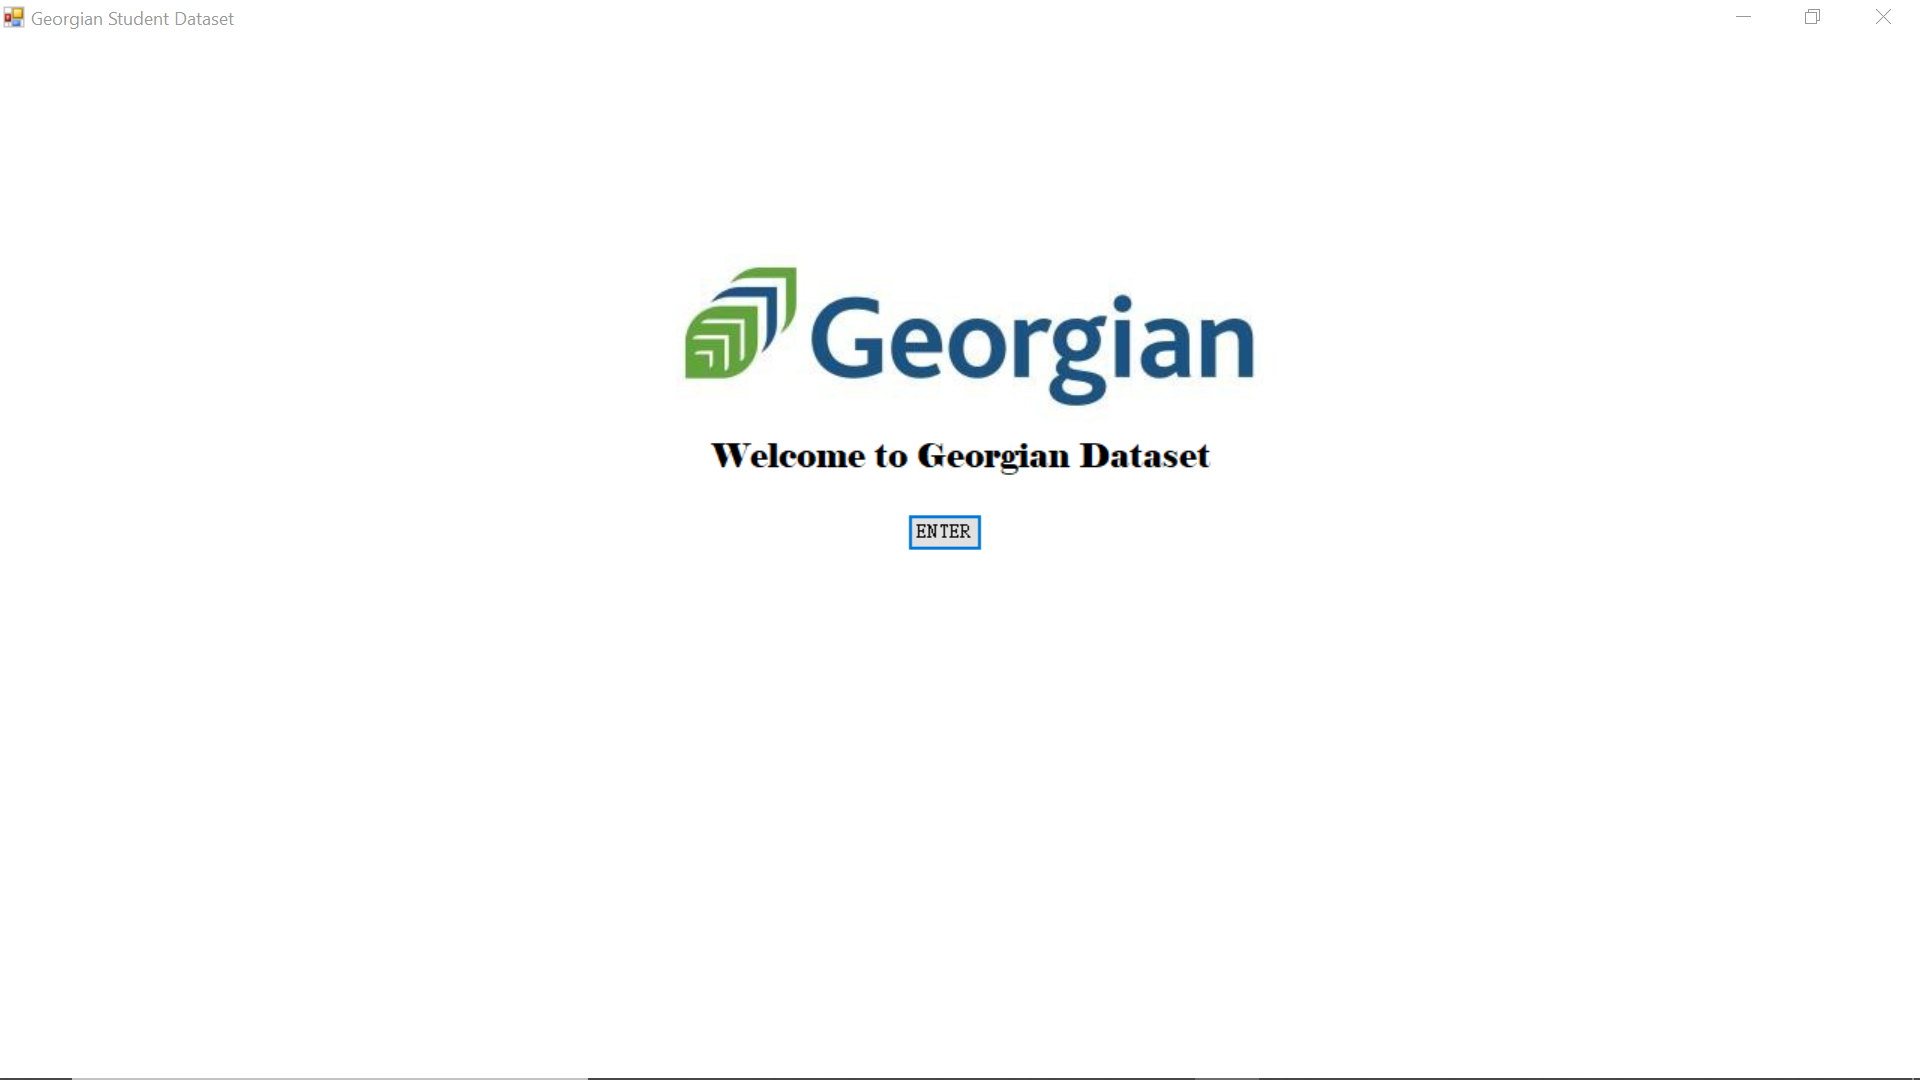 Georgian Student Dataset
Georgian
Welcome to Georgian Dataset
ENTER